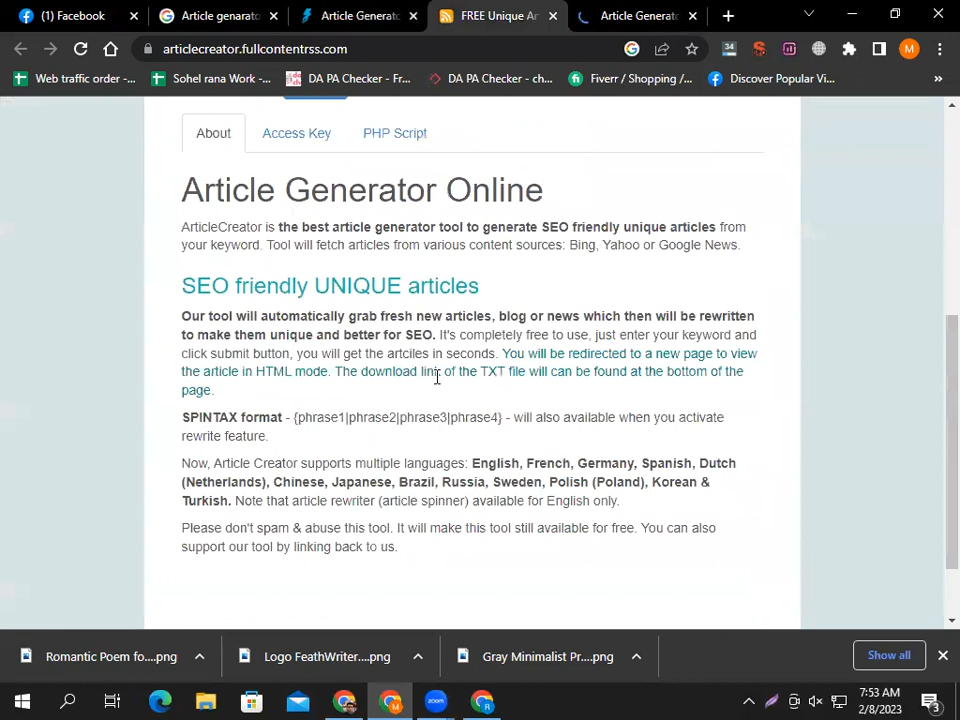 (1) Facebook
Article genarato
Article Generato
FREE Unique Ar
Article Generato
articlecreator.fullcontentrss.com
34
M
Web traffic order -...
Sohel rana Work -...
DA PA Checker - Fr...
DA PA Checker - ch...
Fiverr / Shopping /...
Discover Popular Vi...
»
About
Access Key
PHP Script
Article Generator Online
ArticleCreator is the best article generator tool to generate SEO friendly unique articles from
your keyword. Tool will fetch articles from various content sources: Bing, Yahoo or Google News.
SEO friendly UNIQUE articles
Our tool will automatically grab fresh new articles, blog or news which then will be rewritten
to make them unique and better for SEO. It's completely free to use, just enter your keyword and
click submit button, you will get the artciles in seconds. You will be redirected to a new page to view
the article in HTML mode. The download link of the TXT file will can be found at the bottom of the
page.
SPINTAX format - {phrase1|phrase2|phrase3|phrase4} - will also available when you activate
rewrite feature.
Now, Article Creator supports multiple languages: English, French, Germany, Spanish, Dutch
(Netherlands), Chinese, Japanese, Brazil, Russia, Sweden, Polish (Poland), Korean &
Turkish. Note that article rewriter (article spinner) available for English only.
Please don't spam & abuse this tool. It will make this tool still available for free. You can also
support our tool by linking back to us.
Romantic Poem fo....png
Logo FeathWriter....png
Gray Minimalist Pr....png
Show all
zoom
7:53 AM
2/8/2023
3